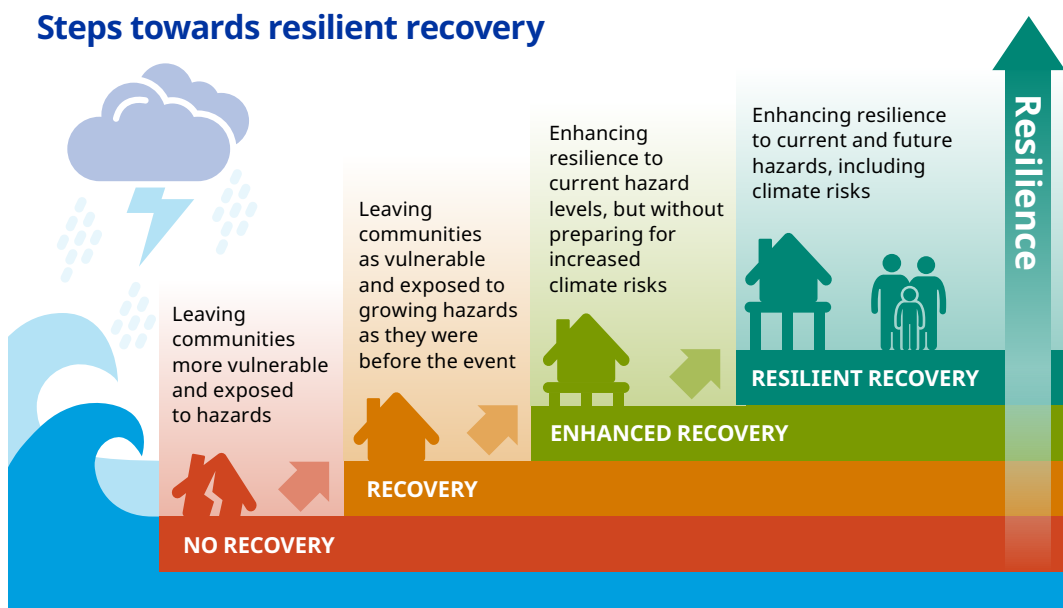 Steps towards resilient recovery
Leaving
communities
more vulnerable
and exposed
to hazards
NO RECOVERY
Leaving
communities
as vulnerable
and exposed to
growing hazards
as they were
before the event
RECOVERY
Enhancing
resilience to
current hazard
levels, but without
preparing for
increased
climate risks
ENHANCED RECOVERY
Enhancing resilience
to current and future
hazards, including
climate risks
RESILIENT RECOVERY
Resilience